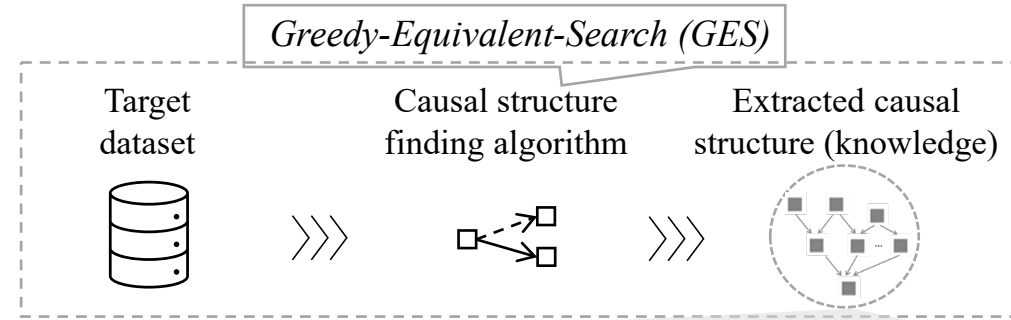 Greedy-Equivalent-Search (GES)
Target
dataset
Causal structure
finding algorithm
Extracted causal
structure (knowledge)
...